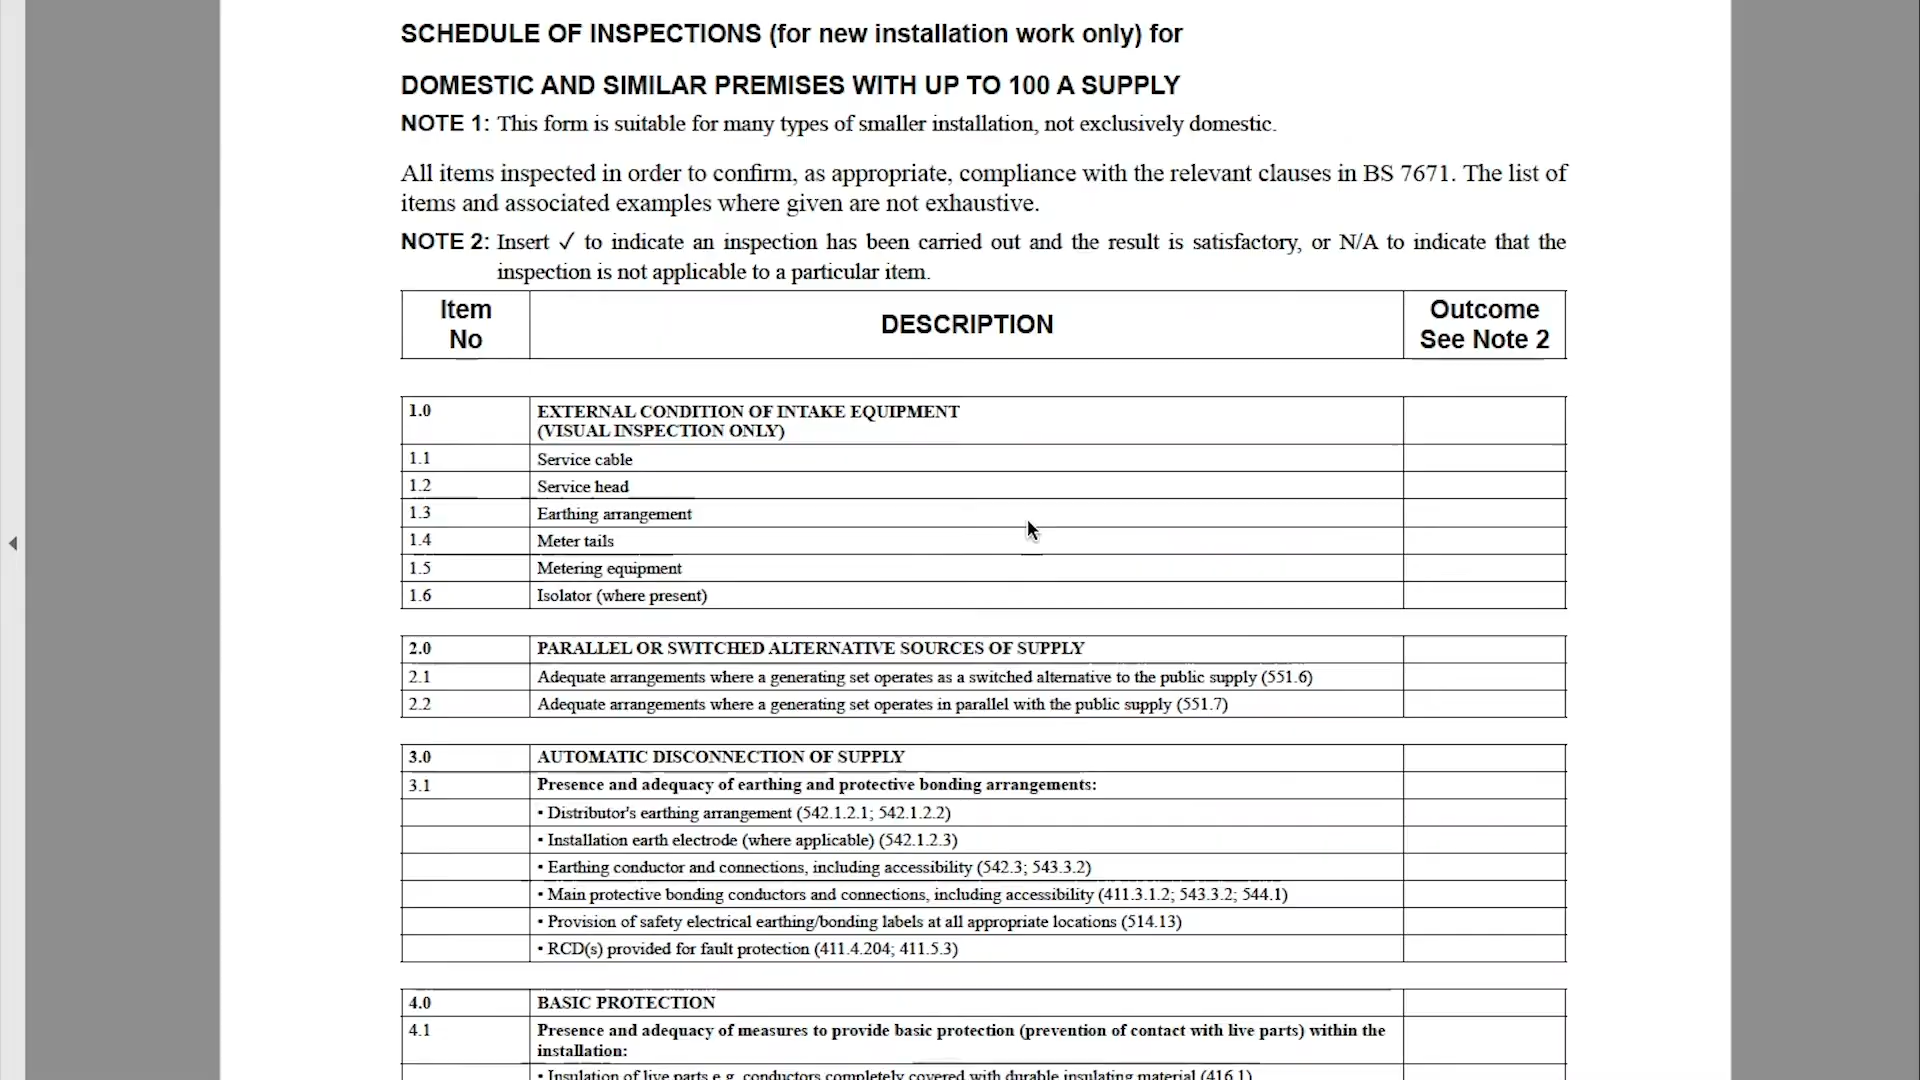 SCHEDULE OF INSPECTIONS (for new installation work only) for
DOMESTIC AND SIMILAR PREMISES WITH UP TO 100 A SUPPLY
NOTE 1: This form is suitable for many types of smaller installation, not exclusively domestic.
All items inspected in order to confirm, as appropriate, compliance with the relevant clauses in BS 7671. The list of
items and associated examples where given are not exhaustive.
NOTE 2: Insert ✓ to indicate an inspection has been carried out and the result is satisfactory, or N/A to indicate that the
inspection is not applicable to a particular item.
Item No DESCRIPTION Outcome See Note 2
1.0 EXTERNAL CONDITION OF INTAKE EQUIPMENT
(VISUAL INSPECTION ONLY)
1.1 Service cable
1.2 Service head
1.3 Earthing arrangement
1.4 Meter tails
1.5 Metering equipment
1.6 Isolator (where present)
2.0 PARALLEL OR SWITCHED ALTERNATIVE SOURCES OF SUPPLY
2.1 Adequate arrangements where a generating set operates as a switched alternative to the public supply (551.6)
2.2 Adequate arrangements where a generating set operates in parallel with the public supply (551.7)
3.0 AUTOMATIC DISCONNECTION OF SUPPLY
3.1 Presence and adequacy of earthing and protective bonding arrangements:
• Distributor's earthing arrangement (542.1.2.1; 542.1.2.2)
• Installation earth electrode (where applicable) (542.1.2.3)
• Earthing conductor and connections, including accessibility (542.3; 543.3.2)
• Main protective bonding conductors and connections, including accessibility (411.3.1.2; 543.3.2; 544.1)
• Provision of safety electrical earthing/bonding labels at all appropriate locations (514.13)
• RCD(s) provided for fault protection (411.4.204; 411.5.3)
4.0 BASIC PROTECTION
4.1 Presence and adequacy of measures to provide basic protection (prevention of contact with live parts) within the
installation:
• Insulation of live parts e.g. conductors completely covered with durable insulating material (416.1)